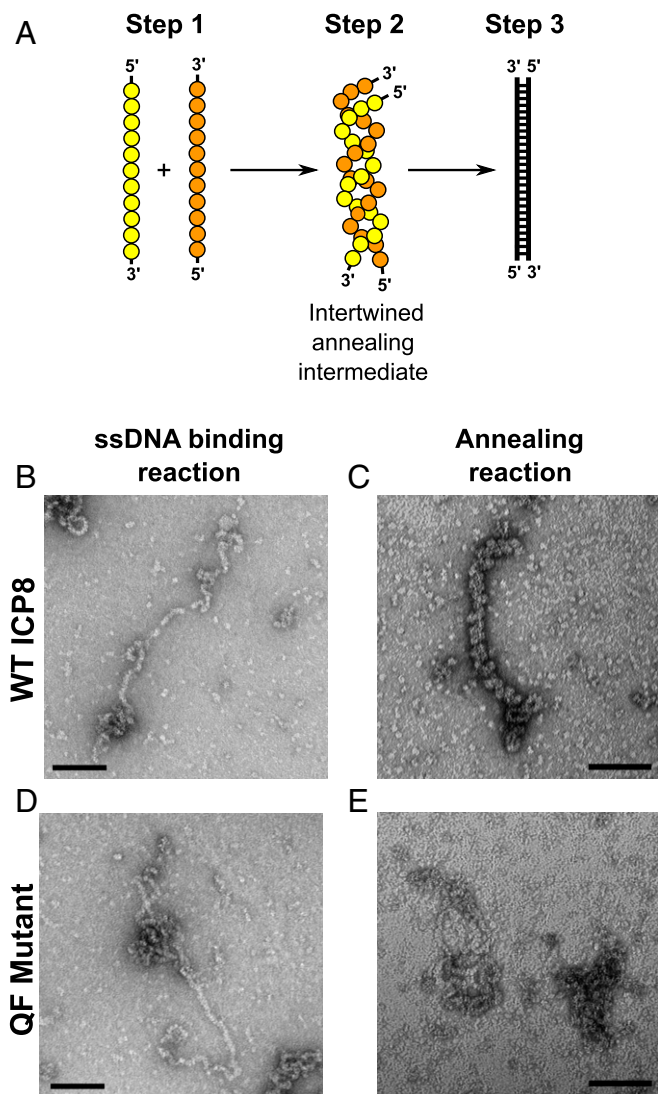 A
Step 1
Step 2
Step 3
5'
3'
3'
5'
3' 5'
+
3'
5'
3'
5'
5' 3'
Intertwined
annealing
intermediate
ssDNA binding
reaction
Annealing
reaction
B
C
WT ICP8
D
E
QF Mutant